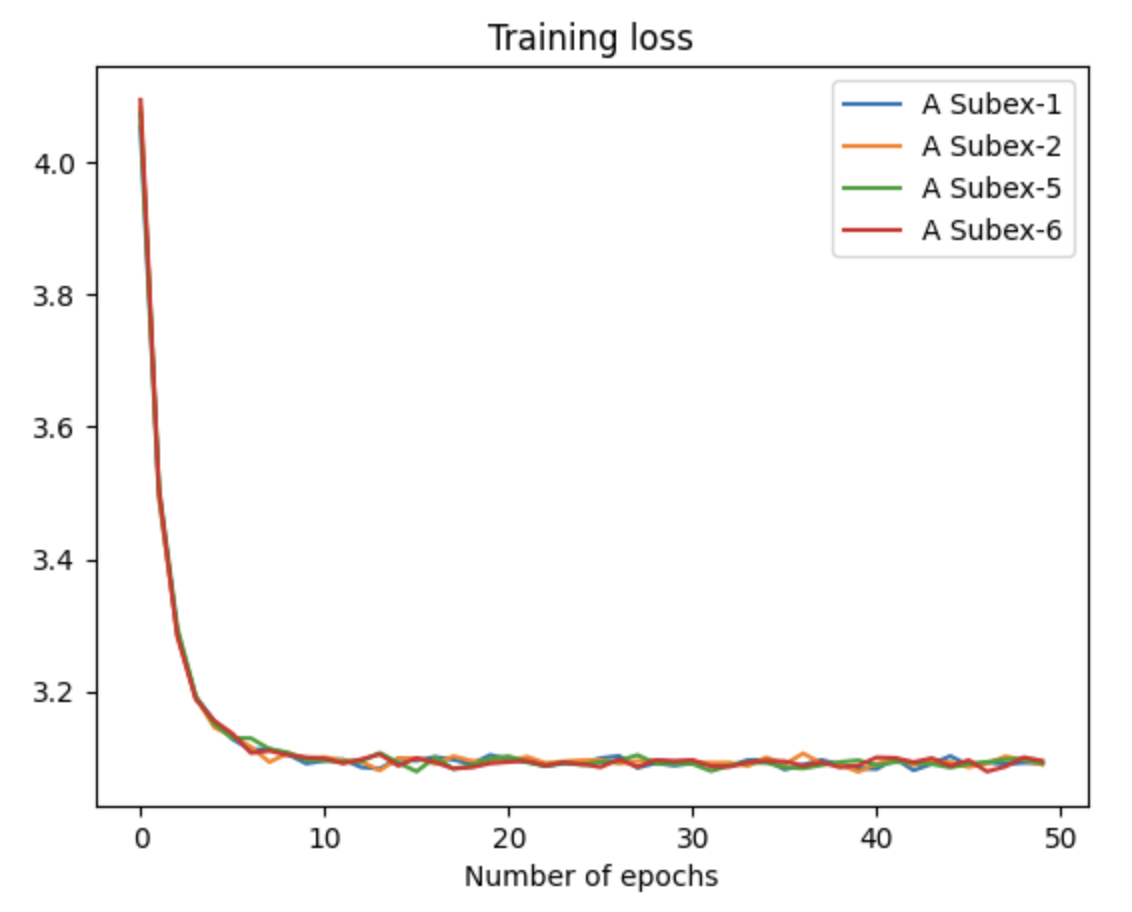 Training loss
A Subex-1
A Subex-2
A Subex-5
A Subex-6
4.0
3.8
3.6
3.4
3.2
0 10 20 30 40 50
Number of epochs